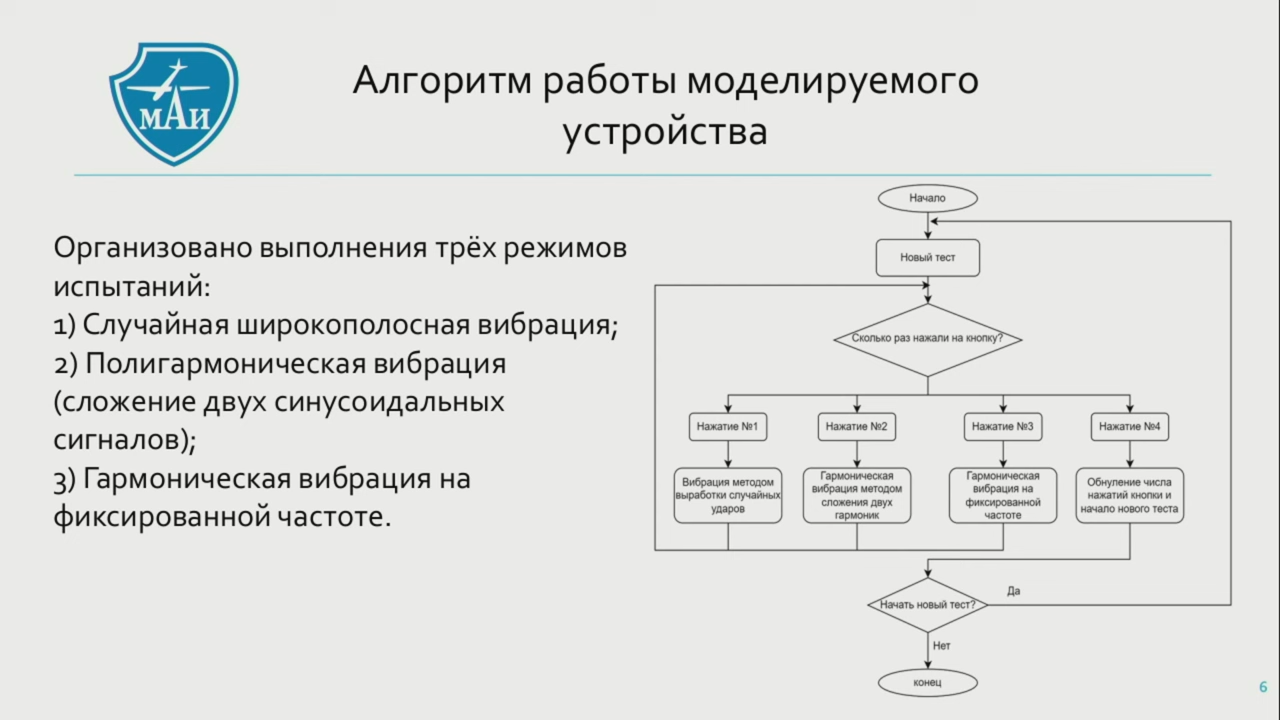 МАИ
Алгоритм работы моделируемого
устройства
Организовано выполнения трёх режимов
испытаний:
1) Случайная широкополосная вибрация;
2) Полигармоническая вибрация
(сложение двух синусоидальных
сигналов);
3) Гармоническая вибрация на
фиксированной частоте.
Начало
Новый тест
Сколько раз нажали на кнопку?
Нажатие №1
Нажатие №2
Нажатие №3
Нажатие №4
Вибрация методом
выработки случайных
ударов
Гармоническая
вибрация методом
сложения двух
гармоник
Гармоническая
вибрация на
фиксированной
частоте
Обнуление числа
нажатий кнопки и
начало нового теста
Начать новый тест?
Да
Нет
конец
6